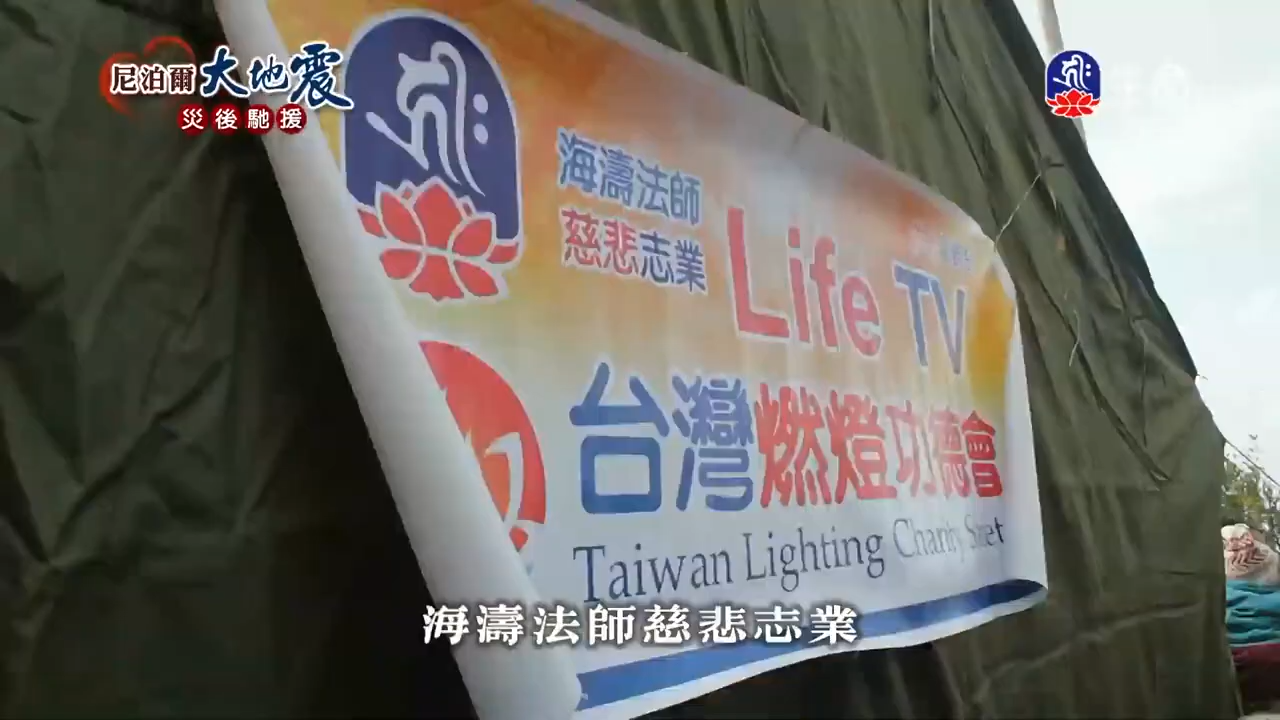 尼泊爾大地震
災後馳援
海濤法師
慈悲志業
Life TV
台灣燃燈功德會
Taiwan Lighting Charity
海濤法師慈悲志業